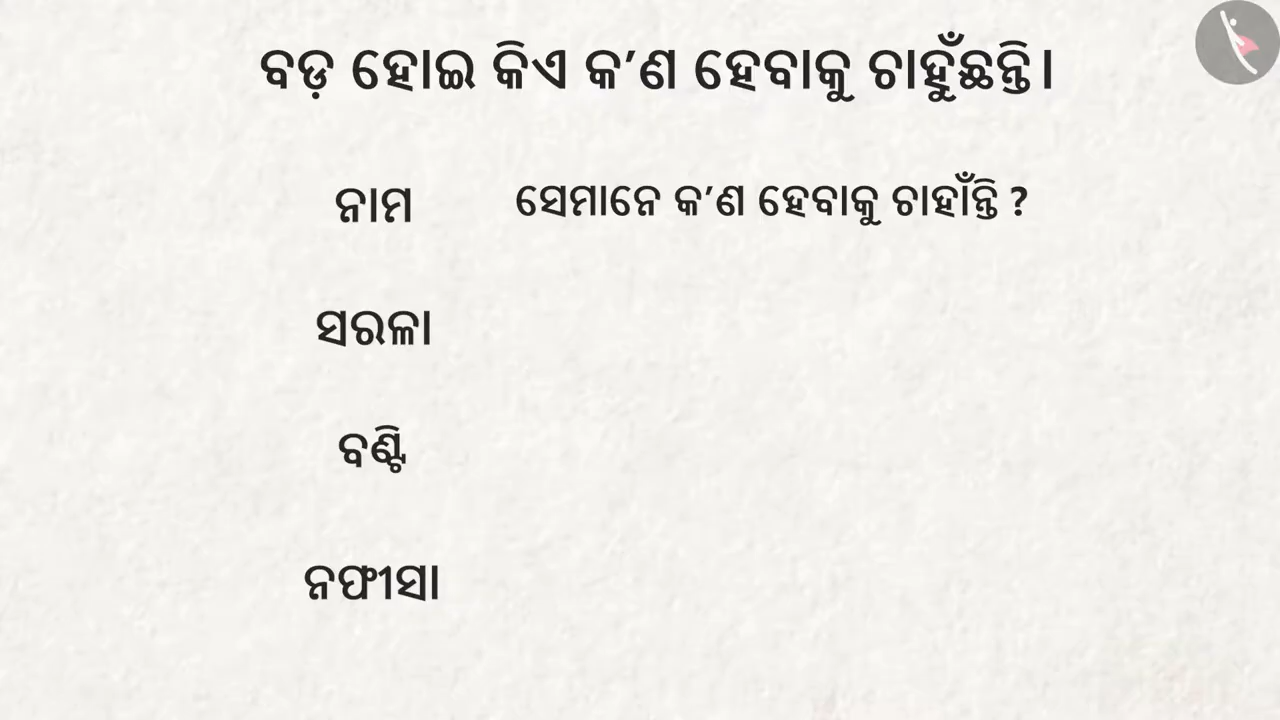 ବଡ଼ ହୋଇ କିଏ କ’ଣ ହେବାକୁ ଚାହୁଁଛନ୍ତି ।
ନାମ ସେମାନେ କ’ଣ ହେବାକୁ ଚାହାଁନ୍ତି ?
ସରଳା
ବଣ୍ଟି
ନଫୀସା